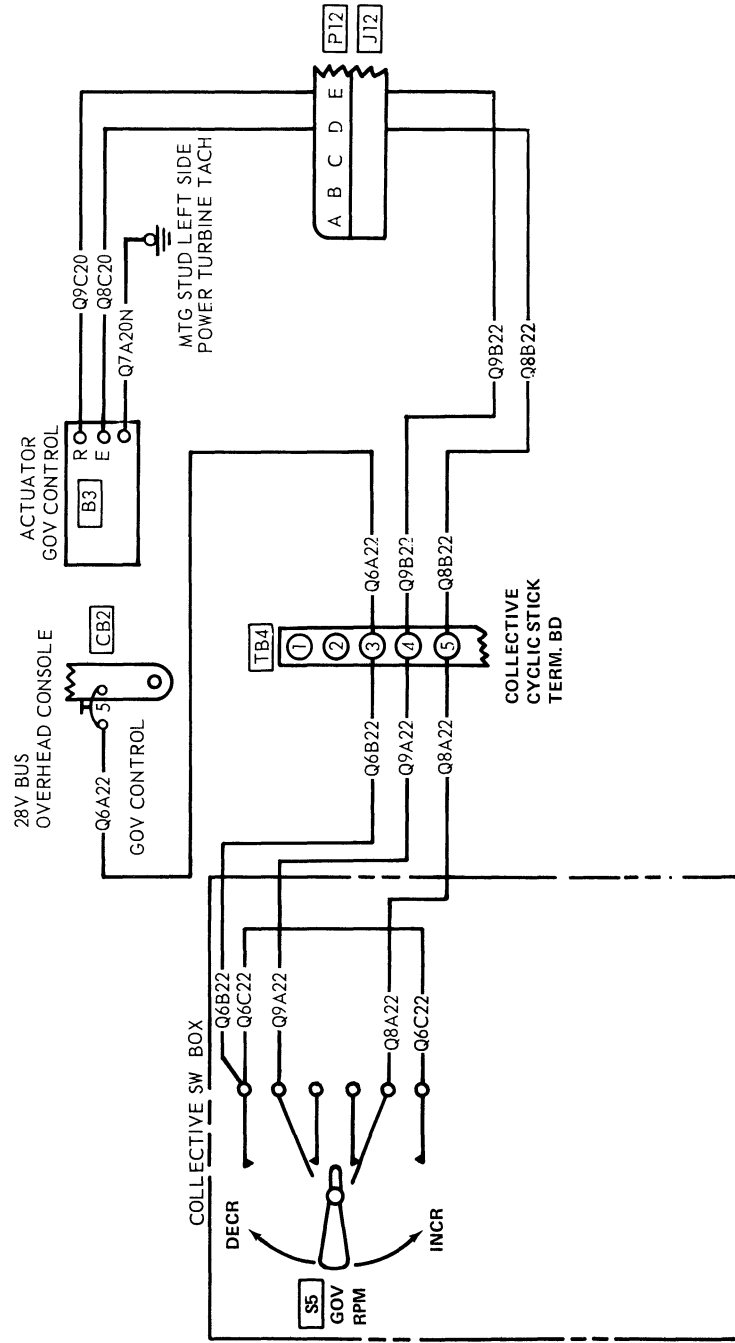 28V BUS
OVERHEAD CONSOLE
CB2
5
Q6A22
GOV CONTROL
ACTUATOR
GOV CONTROL
B3
R
E
Q9C20
Q8C20
Q7A20N
MTG STUD LEFT SIDE
POWER TURBINE TACH
P12
J12
A B C D E
COLLECTIVE SW BOX
Q6B22
Q6C22
Q9A22
Q8A22
Q6C22
DECR
INCR
S5
GOV
RPM
TB4
1
2
3
4
5
Q6B22
Q9A22
Q8A22
Q6A22
Q9B22
Q8B22
Q9B22
Q8B22
COLLECTIVE
CYCLIC STICK
TERM. BD